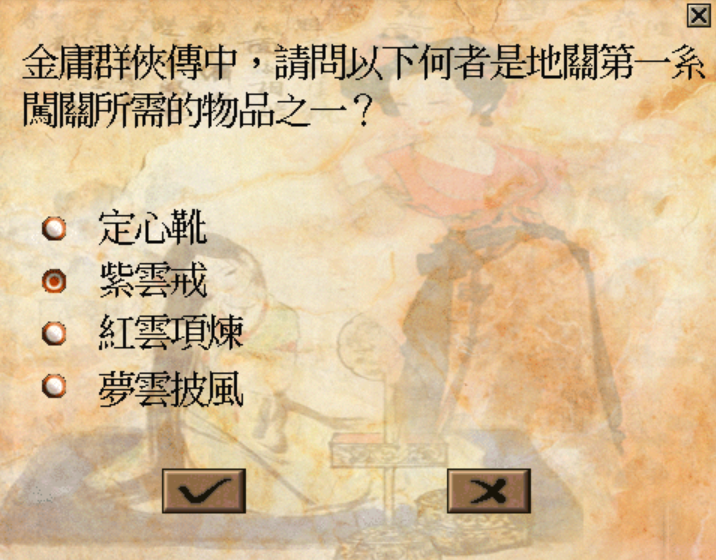 金庸群俠傳中，請問以下何者是地關第一系
闖關所需的物品之一？
定心靴
紫雲戒
紅雲項煉
夢雲披風